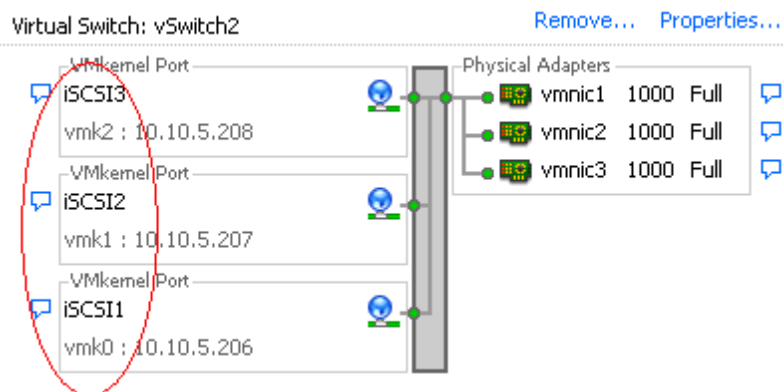 Virtual Switch: vSwitch2 Remove... Properties...
VMkernel Port
iSCSI3
vmk2 : 10.10.5.208
VMkernel Port
iSCSI2
vmk1 : 10.10.5.207
VMkernel Port
iSCSI1
vmk0 : 10.10.5.206
Physical Adapters
vmnic1 1000 Full
vmnic2 1000 Full
vmnic3 1000 Full